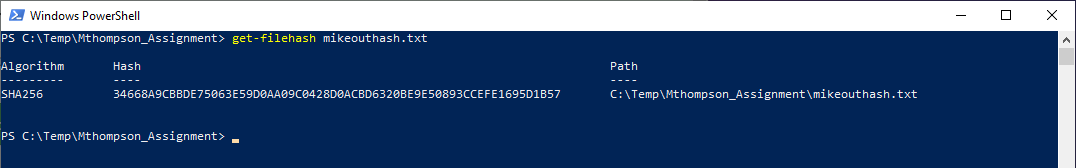 Windows PowerShell
PS C:\Temp\Mthompson_Assignment> get-filehash mikeouthash.txt
Algorithm Hash Path
--------- ---- ----
SHA256 34668A9CBBDE75063E59D0AA09C0428D0ACBD6320BE9E50893CCEFE1695D1B57 C:\Temp\Mthompson_Assignment\mikeouthash.txt
PS C:\Temp\Mthompson_Assignment>